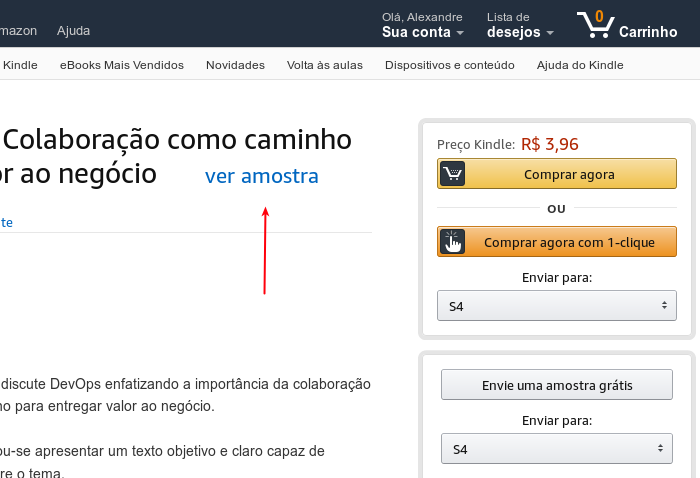 mazon Ajuda
Olá, Alexandre
Sua conta
Lista de
desejos
0
Carrinho
Kindle eBooks Mais Vendidos Novidades Volta às aulas Dispositivos e conteúdo Ajuda do Kindle
Colaboração como caminho
or ao negócio
ver amostra
te
discute DevOps enfatizando a importância da colaboração
no para entregar valor ao negócio.
ou-se apresentar um texto objetivo e claro capaz de
re o tema.
Preço Kindle: R$ 3,96
Comprar agora
OU
Comprar agora com 1-clique
Enviar para:
S4
Envie uma amostra grátis
Enviar para:
S4